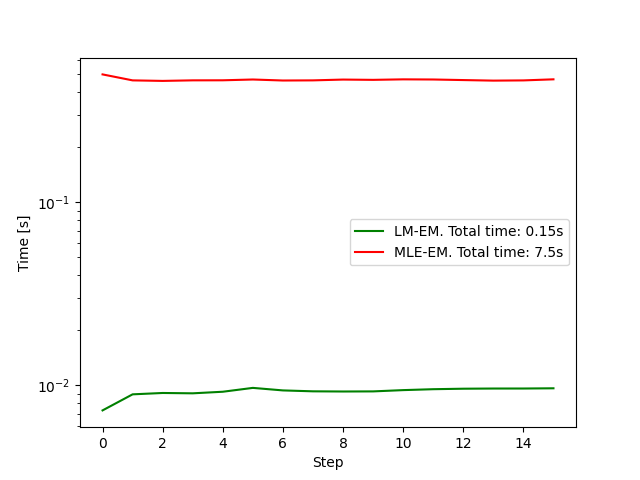 Time [s]
10⁻¹
10⁻²
LM-EM. Total time: 0.15s
MLE-EM. Total time: 7.5s
0 2 4 6 8 10 12 14
Step